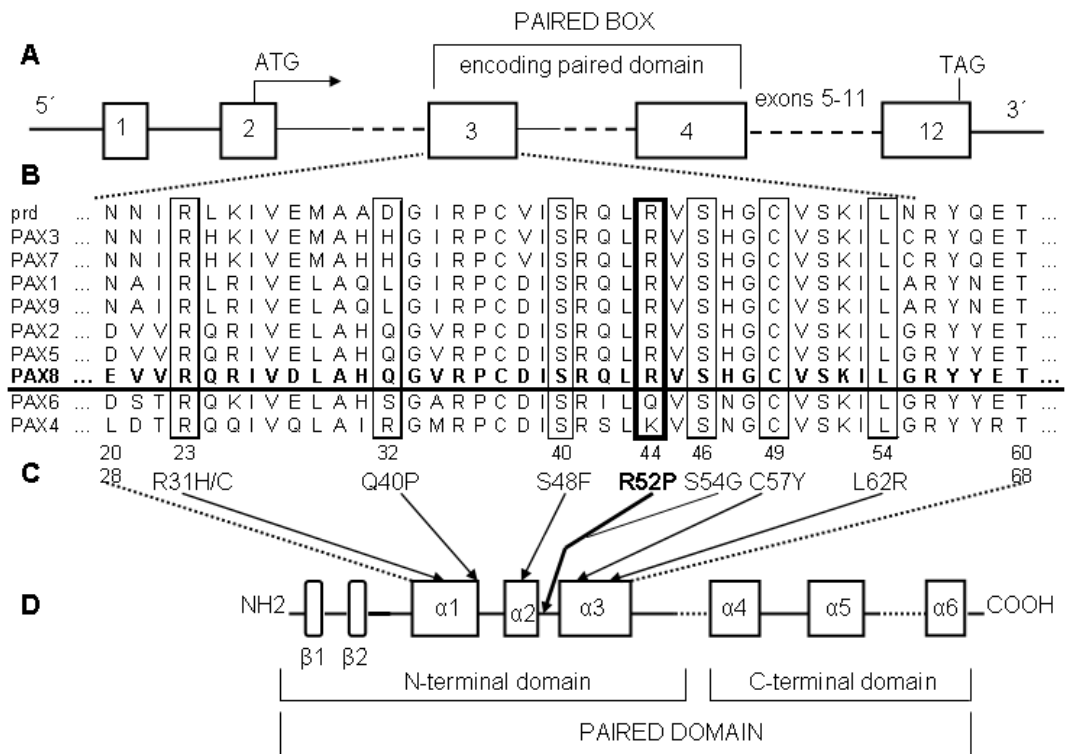 PAIRED BOX
A
ATG
encoding paired domain
TAG
5´
exons 5-11
3´
1
2
3
4
12
B
prd ... N N I R L K I V E M A A D G I R P C V I S R Q L R V S H G C V S K I L N R Y Q E T ...
PAX3 ... N N I R H K I V E M A H H G I R P C V I S R Q L R V S H G C V S K I L C R Y Q E T ...
PAX7 ... N N I R H K I V E M A H H G I R P C V I S R Q L R V S H G C V S K I L C R Y Q E T ...
PAX1 ... N A I R L R I V E L A Q L G I R P C D I S R Q L R V S H G C V S K I L A R Y N E T ...
PAX9 ... N A I R L R I V E L A Q L G I R P C D I S R Q L R V S H G C V S K I L A R Y N E T ...
PAX2 ... D V V R Q R I V E L A H Q G V R P C D I S R Q L R V S H G C V S K I L G R Y Y E T ...
PAX5 ... D V V R Q R I V E L A H Q G V R P C D I S R Q L R V S H G C V S K I L G R Y Y E T ...
PAX8 ... E V V R Q R I V D L A H Q G V R P C D I S R Q L R V S H G C V S K I L G R Y Y E T ...
PAX6 ... D S T R Q K I V E L A H S G A R P C D I S R I L Q V S N G C V S K I L G R Y Y E T ...
PAX4 ... L D T R Q Q I V Q L A I R G M R P C D I S R S L K V S N G C V S K I L G R Y Y R T ...
20 23 32 40 44 46 49 54 60
28 68
C
R31H/C Q40P S48F R52P S54G C57Y L62R
D
NH2
α1
α2
α3
α4
α5
α6
COOH
β1
β2
N-terminal domain
C-terminal domain
PAIRED DOMAIN